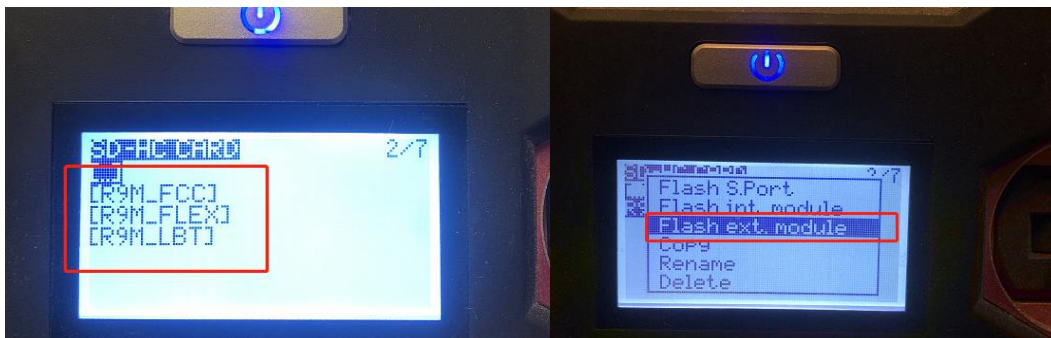 SD-HC CARD 2/7
[R9M_FCC]
[R9M_FLEX]
[R9M_LBT]
2/7
Flash S.Port
Flash int. module
Flash ext. module
Copy
Rename
Delete